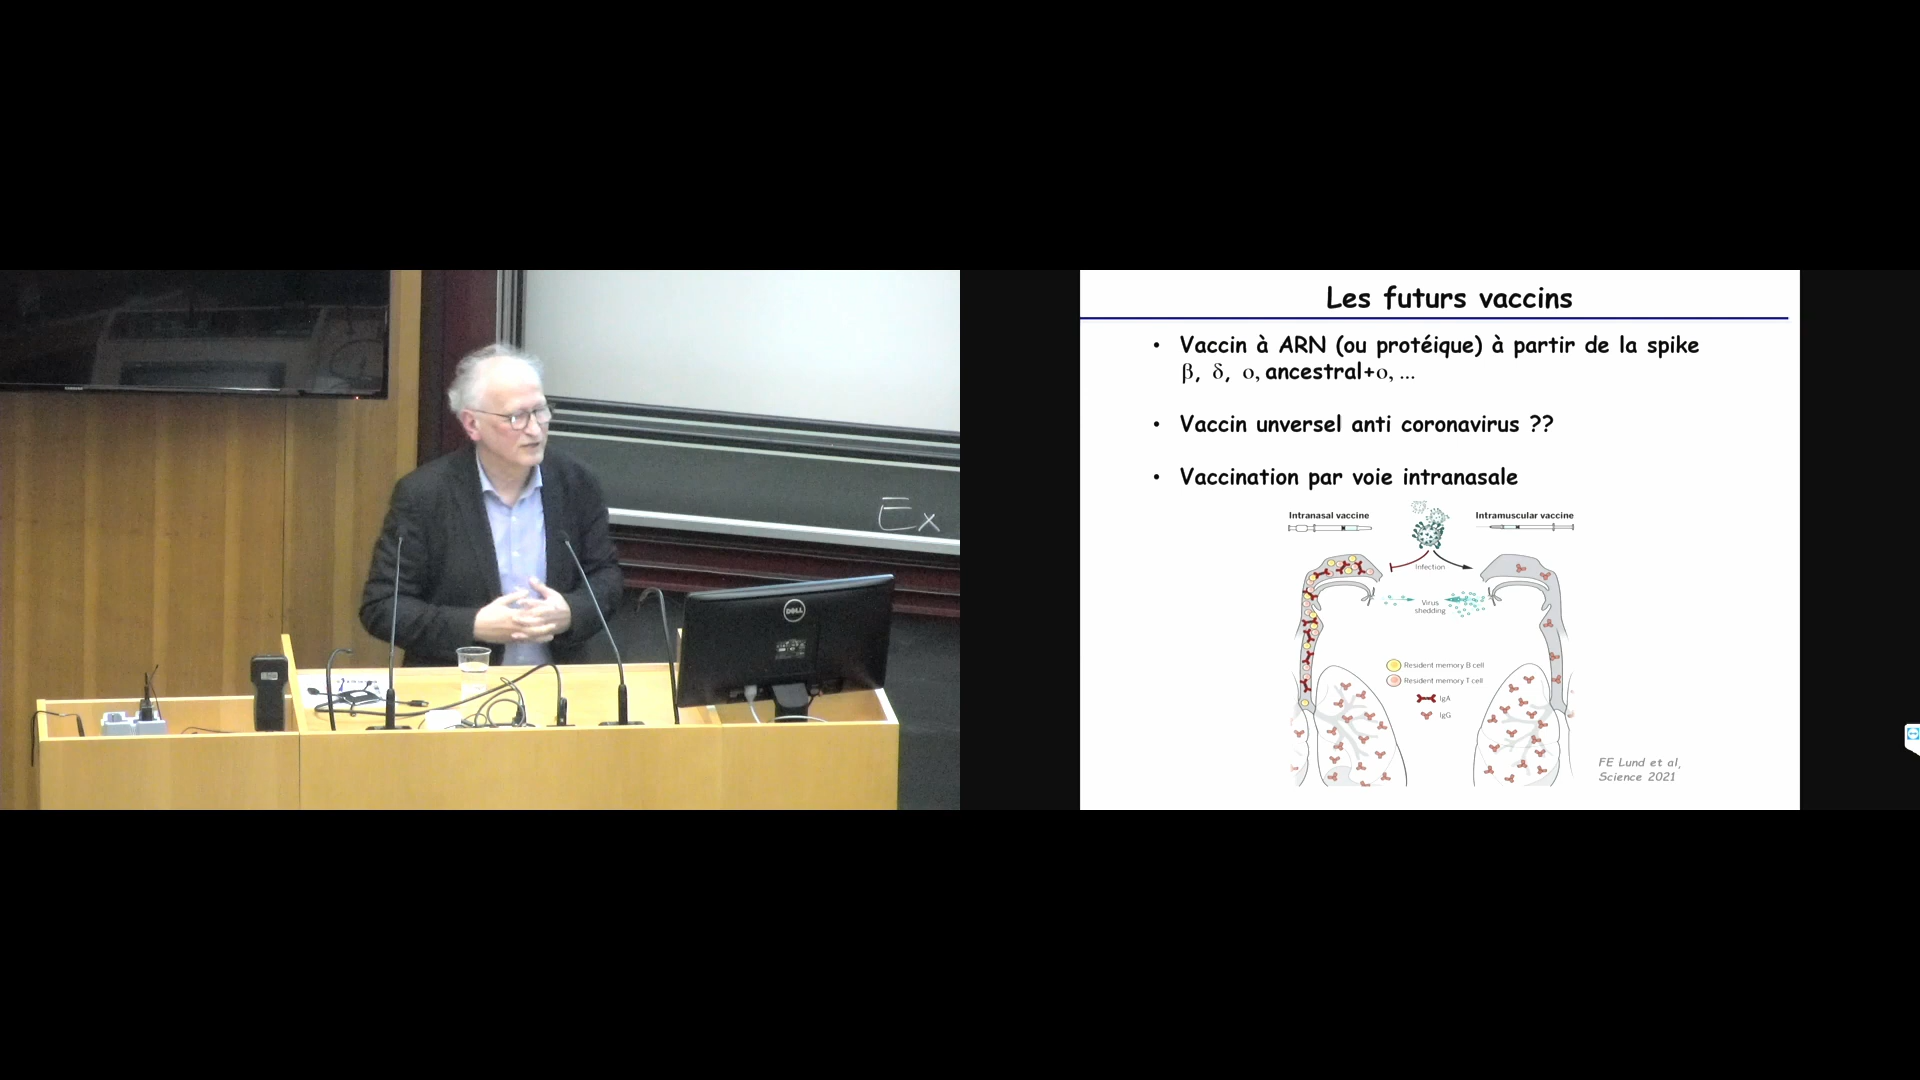 Ex
DELL
Les futurs vaccins
• Vaccin à ARN (ou protéique) à partir de la spike
β, δ, ο, ancestral+ο, ...
• Vaccin unversel anti coronavirus ??
• Vaccination par voie intranasale
Intranasal vaccine
Intramuscular vaccine
Infection
Virus
shedding
Resident memory B cell
Resident memory T cell
IgA
IgG
FE Lund et al,
Science 2021